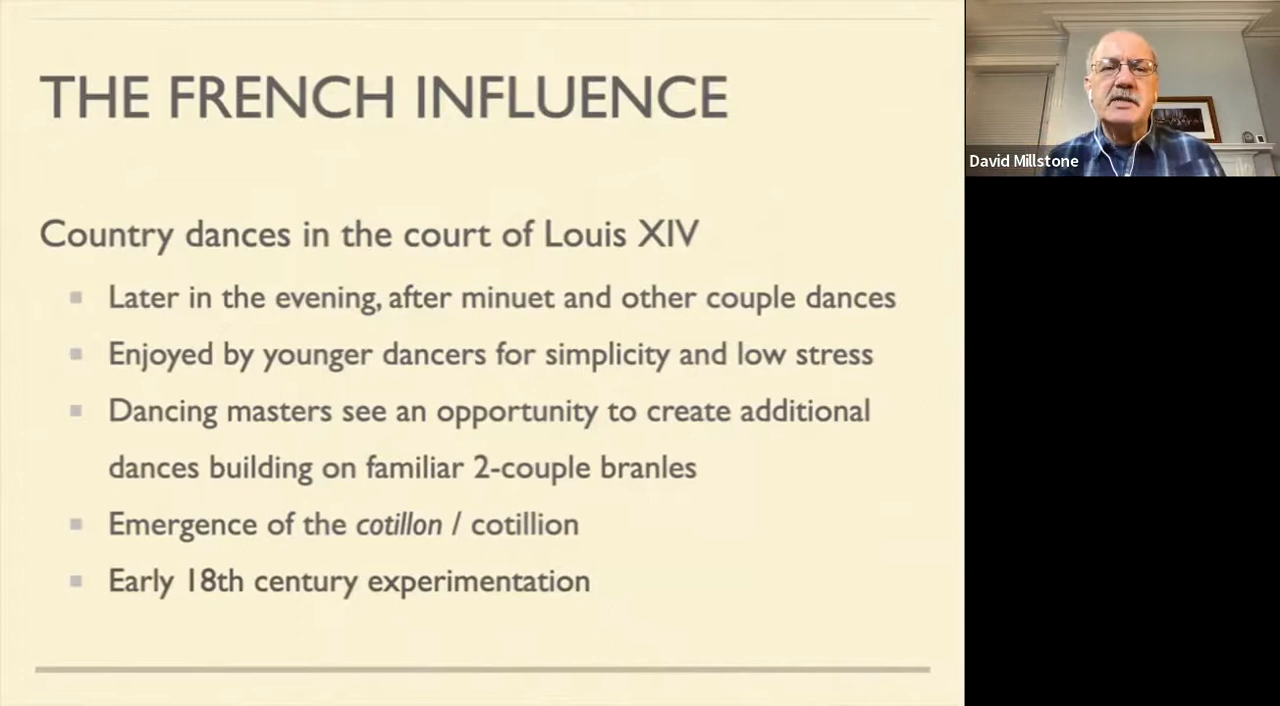 THE FRENCH INFLUENCE
Country dances in the court of Louis XIV
Later in the evening, after minuet and other couple dances
Enjoyed by younger dancers for simplicity and low stress
Dancing masters see an opportunity to create additional
dances building on familiar 2-couple branles
Emergence of the cotillon / cotillion
Early 18th century experimentation
David Millstone